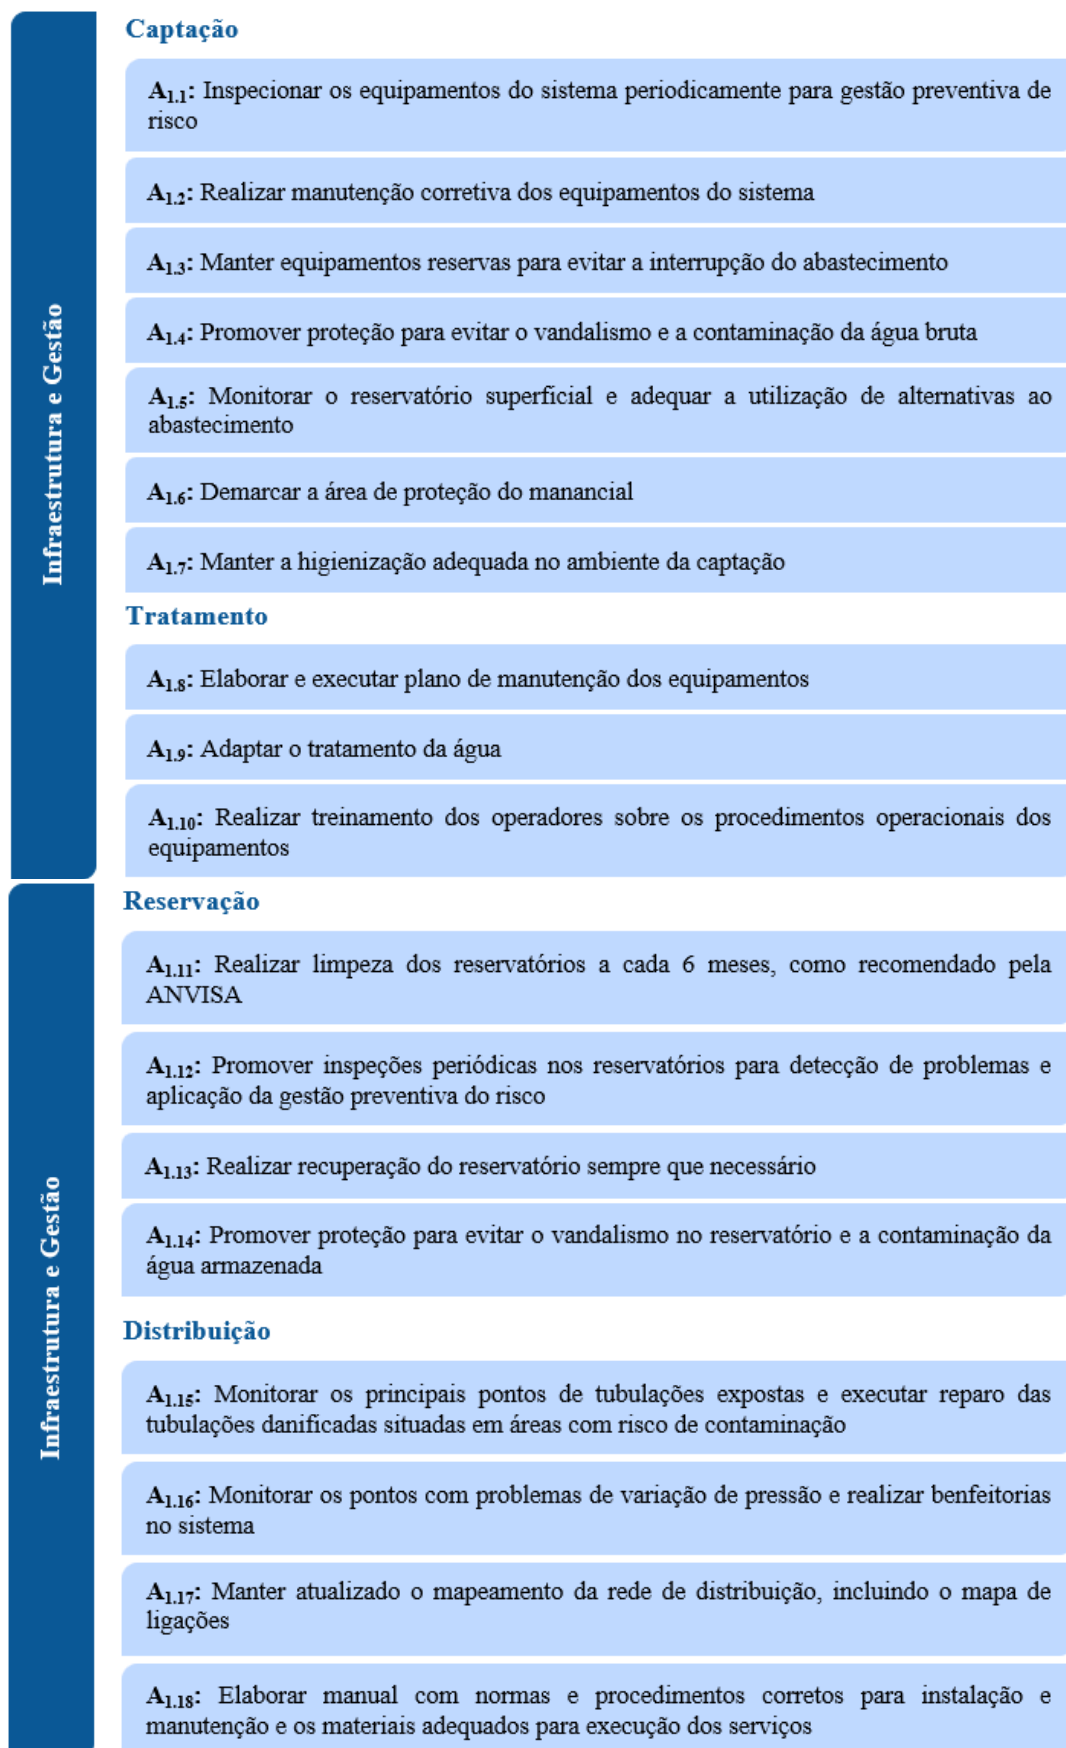 Infraestrutura e Gestão
Captação
A1.1: Inspecionar os equipamentos do sistema periodicamente para gestão preventiva de
risco
A1.2: Realizar manutenção corretiva dos equipamentos do sistema
A1.3: Manter equipamentos reservas para evitar a interrupção do abastecimento
A1.4: Promover proteção para evitar o vandalismo e a contaminação da água bruta
A1.5: Monitorar o reservatório superficial e adequar a utilização de alternativas ao
abastecimento
A1.6: Demarcar a área de proteção do manancial
A1.7: Manter a higienização adequada no ambiente da captação
Tratamento
A1.8: Elaborar e executar plano de manutenção dos equipamentos
A1.9: Adaptar o tratamento da água
A1.10: Realizar treinamento dos operadores sobre os procedimentos operacionais dos
equipamentos
Infraestrutura e Gestão
Reservação
A1.11: Realizar limpeza dos reservatórios a cada 6 meses, como recomendado pela
ANVISA
A1.12: Promover inspeções periódicas nos reservatórios para detecção de problemas e
aplicação da gestão preventiva do risco
A1.13: Realizar recuperação do reservatório sempre que necessário
A1.14: Promover proteção para evitar o vandalismo no reservatório e a contaminação da
água armazenada
Distribuição
A1.15: Monitorar os principais pontos de tubulações expostas e executar reparo das
tubulações danificadas situadas em áreas com risco de contaminação
A1.16: Monitorar os pontos com problemas de variação de pressão e realizar benfeitorias
no sistema
A1.17: Manter atualizado o mapeamento da rede de distribuição, incluindo o mapa de
ligações
A1.18: Elaborar manual com normas e procedimentos corretos para instalação e
manutenção e os materiais adequados para execução dos serviços